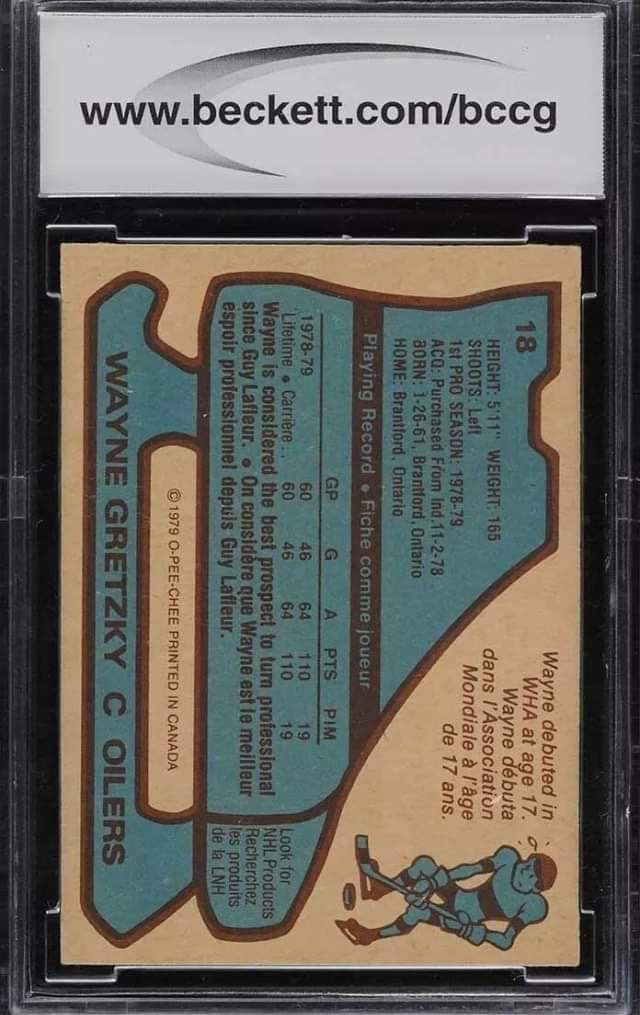 www.beckett.com/bccg
18
HEIGHT: 5'11" WEIGHT: 165
SHOOTS: Left
1st PRO SEASON: 1978-79
ACQ: Purchased From Ind.11-2-78
BORN: 1-26-61, Brantford, Ontario
HOME: Brantford, Ontario
Wayne debuted in
WHA at age 17.
Wayne débuta
dans l'Association
Mondiale à l'âge
de 17 ans.
Playing Record • Fiche comme joueur
GP G A PTS PIM
1978-79 60 46 64 110 19
Lifetime • Carrière .. 60 46 64 110 19
Wayne is considered the best prospect to turn professional
since Guy Lafleur. • On considère que Wayne est le meilleur
espoir professionnel depuis Guy Lafleur.
Look for
NHL Products
Recherchez
les produits
de la LNH
© 1979 O-PEE-CHEE PRINTED IN CANADA
WAYNE GRETZKY C OILERS